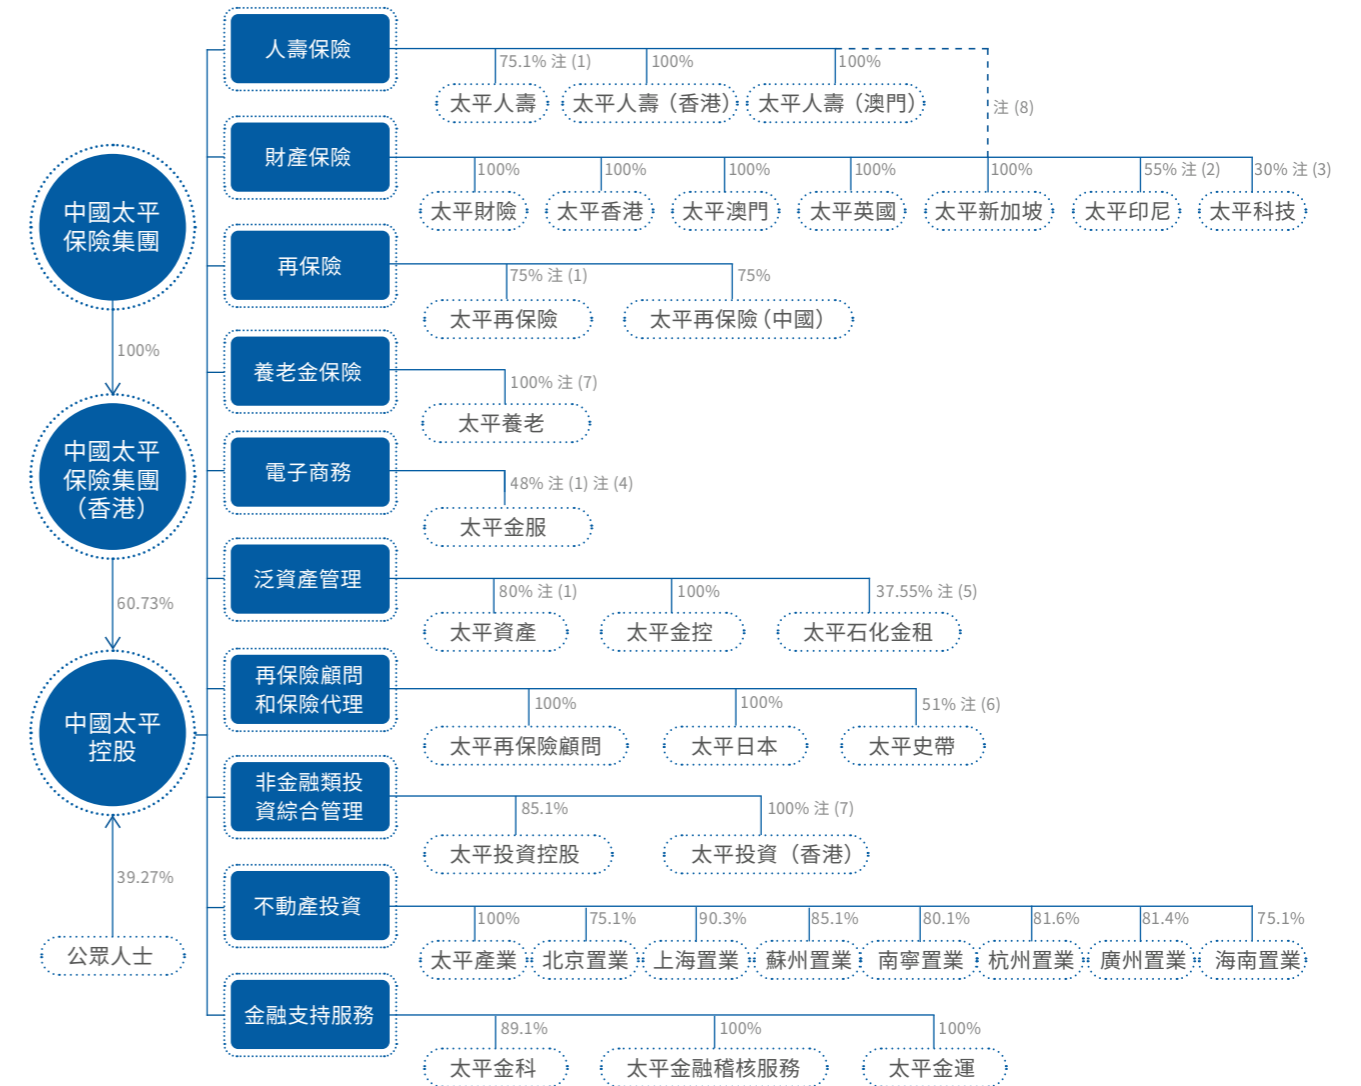 中國太平
保險集團
100%
中國太平
保險集團
（香港）
60.73%
中國太平
控股
39.27%
公眾人士
人壽保險
75.1% 注 (1)
100%
100%
太平人壽
太平人壽（香港）
太平人壽（澳門）
注 (8)
財產保險
100%
100%
100%
100%
100%
55% 注 (2)
30% 注 (3)
太平財險
太平香港
太平澳門
太平英國
太平新加坡
太平印尼
太平科技
再保險
75% 注 (1)
75%
太平再保險
太平再保險（中國）
養老金保險
100% 注 (7)
太平養老
電子商務
48% 注 (1) 注 (4)
太平金服
泛資產管理
80% 注 (1)
100%
37.55% 注 (5)
太平資產
太平金控
太平石化金租
再保險顧問
和保險代理
100%
100%
51% 注 (6)
太平再保險顧問
太平日本
太平史帶
非金融類投
資綜合管理
85.1%
100% 注 (7)
太平投資控股
太平投資（香港）
不動產投資
100%
75.1%
90.3%
85.1%
80.1%
81.6%
81.4%
75.1%
太平產業
北京置業
上海置業
蘇州置業
南寧置業
杭州置業
廣州置業
海南置業
金融支持服務
89.1%
100%
100%
太平金科
太平金融稽核服務
太平金運